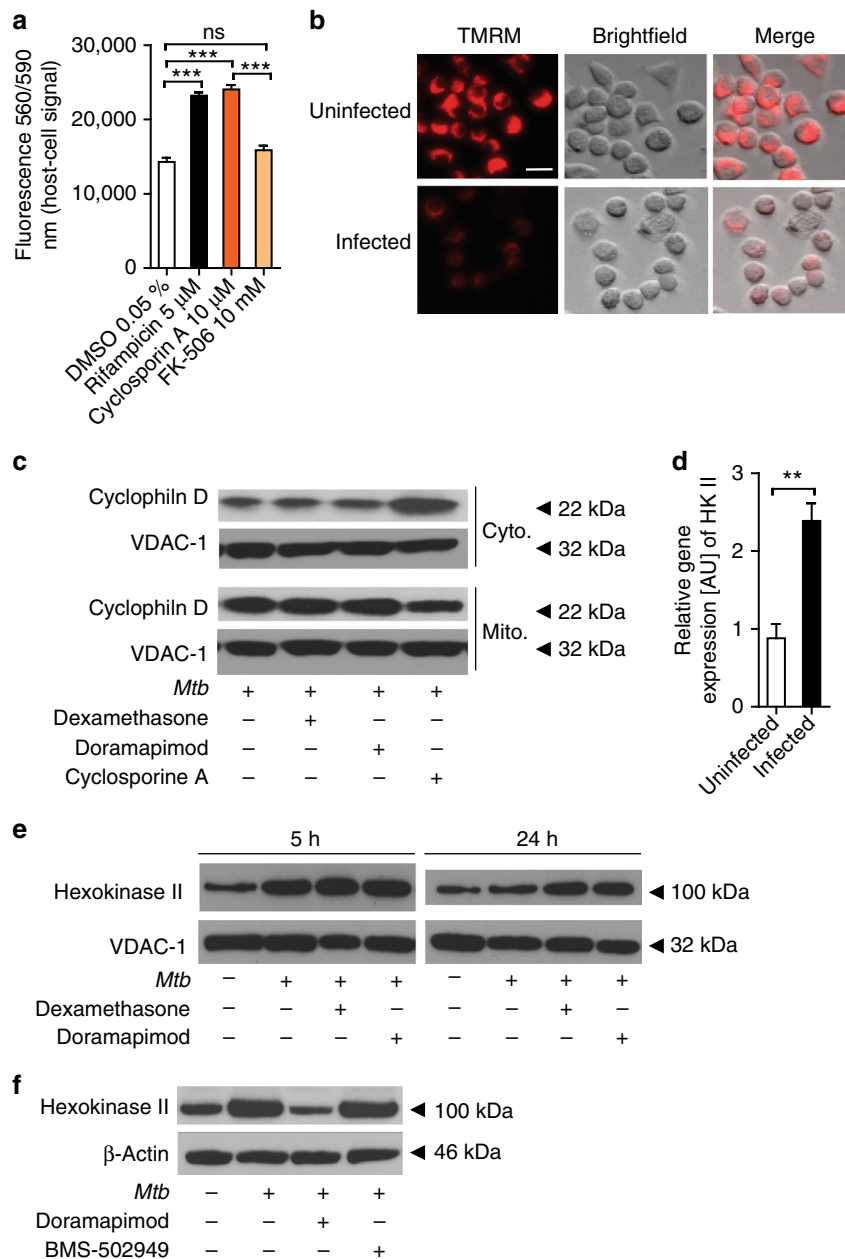 a
Fluorescence 560/590
nm (host-cell signal)
30,000
20,000
10,000
0
ns
***
***
***
DMSO 0.05 %
Rifampicin 5 µM
Cyclosporin A 10 µM
FK-506 10 mM
b
TMRM Brightfield Merge
Uninfected
Infected
c
Cyclophiln D 22 kDa
VDAC-1 32 kDa
Cyto.
Cyclophiln D 22 kDa
VDAC-1 32 kDa
Mito.
Mtb + + + +
Dexamethasone – + – –
Doramapimod – – + –
Cyclosporine A – – – +
d
Relative gene
expression [AU] of HK II
3
2
1
0
**
Uninfected
Infected
e
5 h 24 h
Hexokinase II 100 kDa
VDAC-1 32 kDa
Mtb – + + + – + + +
Dexamethasone – – + – – – + –
Doramapimod – – – + – – – +
f
Hexokinase II 100 kDa
β-Actin 46 kDa
Mtb – + + +
Doramapimod – – + –
BMS-502949 – – – +